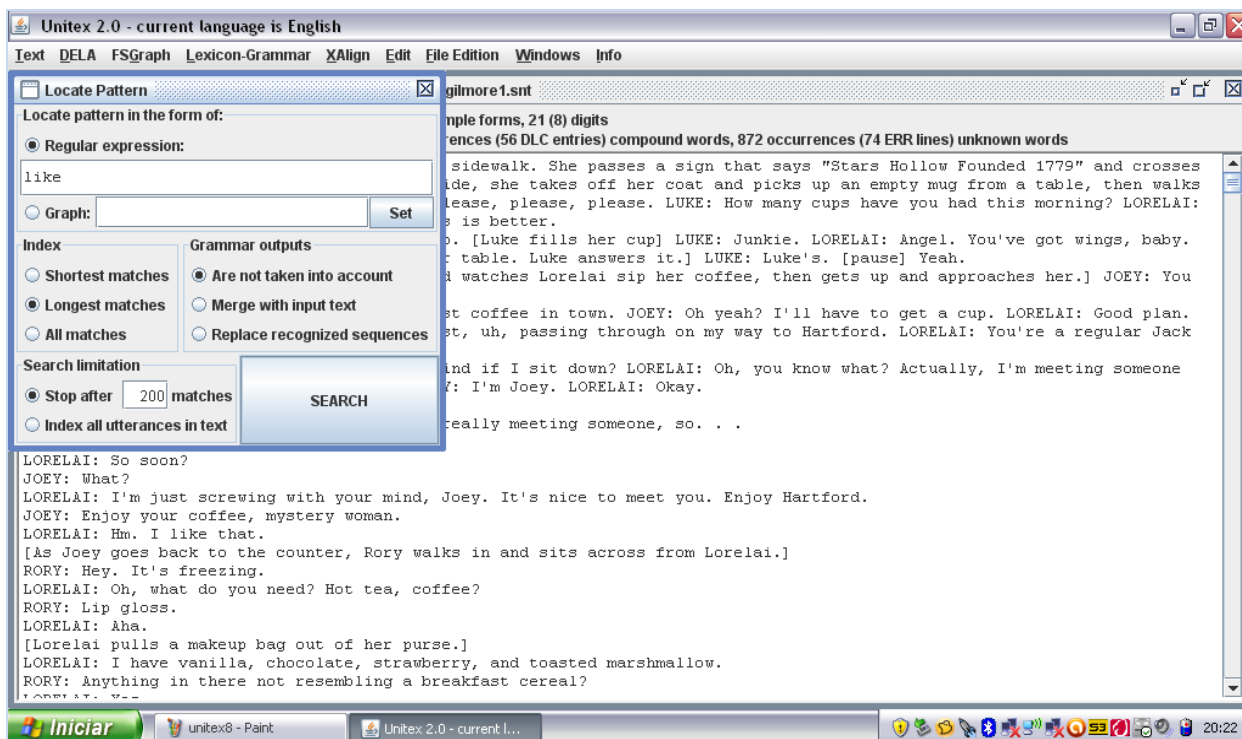 Unitex 2.0 - current language is English
Text DELA FSGraph Lexicon-Grammar XAlign Edit File Edition Windows Info
Locate Pattern
Locate pattern in the form of:
Regular expression:
like
Graph: Set
Index Grammar outputs
Shortest matches Are not taken into account
Longest matches Merge with input text
All matches Replace recognized sequences
Search limitation
Stop after 200 matches
SEARCH
Index all utterances in text
gilmore1.snt
mple forms, 21 (8) digits
rences (56 DLC entries) compound words, 872 occurrences (74 ERR lines) unknown words
sidewalk. She passes a sign that says "Stars Hollow Founded 1779" and crosses
ide, she takes off her coat and picks up an empty mug from a table, then walks
lease, please, please. LUKE: How many cups have you had this morning? LORELAI:
s is better.
. [Luke fills her cup] LUKE: Junkie. LORELAI: Angel. You've got wings, baby.
table. Luke answers it.] LUKE: Luke's. [pause] Yeah.
d watches Lorelai sip her coffee, then gets up and approaches her.] JOEY: You
st coffee in town. JOEY: Oh yeah? I'll have to get a cup. LORELAI: Good plan.
st, uh, passing through on my way to Hartford. LORELAI: You're a regular Jack
ind if I sit down? LORELAI: Oh, you know what? Actually, I'm meeting someone
: I'm Joey. LORELAI: Okay.
really meeting someone, so. . .
LORELAI: So soon?
JOEY: What?
LORELAI: I'm just screwing with your mind, Joey. It's nice to meet you. Enjoy Hartford.
JOEY: Enjoy your coffee, mystery woman.
LORELAI: Hm. I like that.
[As Joey goes back to the counter, Rory walks in and sits across from Lorelai.]
RORY: Hey. It's freezing.
LORELAI: Oh, what do you need? Hot tea, coffee?
RORY: Lip gloss.
LORELAI: Aha.
[Lorelai pulls a makeup bag out of her purse.]
LORELAI: I have vanilla, chocolate, strawberry, and toasted marshmallow.
RORY: Anything in there not resembling a breakfast cereal?
Iniciar unitex8 - Paint Unitex 2.0 - current l... 53 20:22